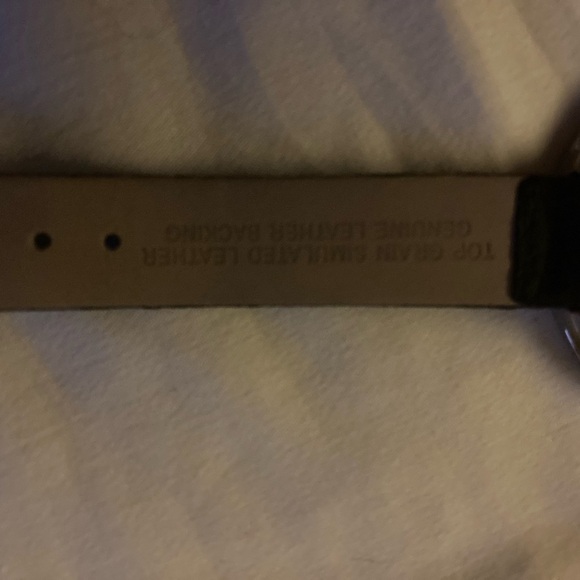 TOP GRAIN SIMULATED LEATHER
GENUINE LEATHER BACKING